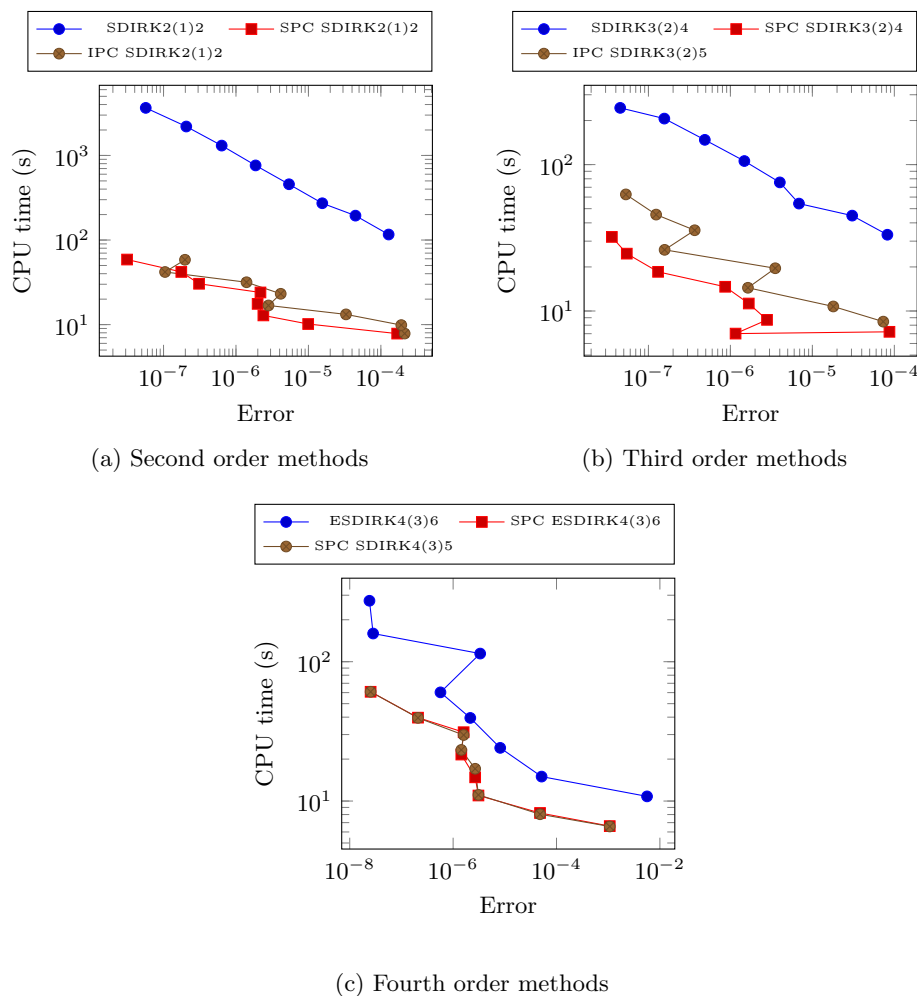 SDIRK2(1)2 SPC SDIRK2(1)2
IPC SDIRK2(1)2
10^3
10^2
10^1
CPU time (s)
10^-7 10^-6 10^-5 10^-4
Error
(a) Second order methods
SDIRK3(2)4 SPC SDIRK3(2)4
IPC SDIRK3(2)5
10^2
10^1
CPU time (s)
10^-7 10^-6 10^-5 10^-4
Error
(b) Third order methods
ESDIRK4(3)6 SPC ESDIRK4(3)6
SPC SDIRK4(3)5
10^2
10^1
CPU time (s)
10^-8 10^-6 10^-4 10^-2
Error
(c) Fourth order methods